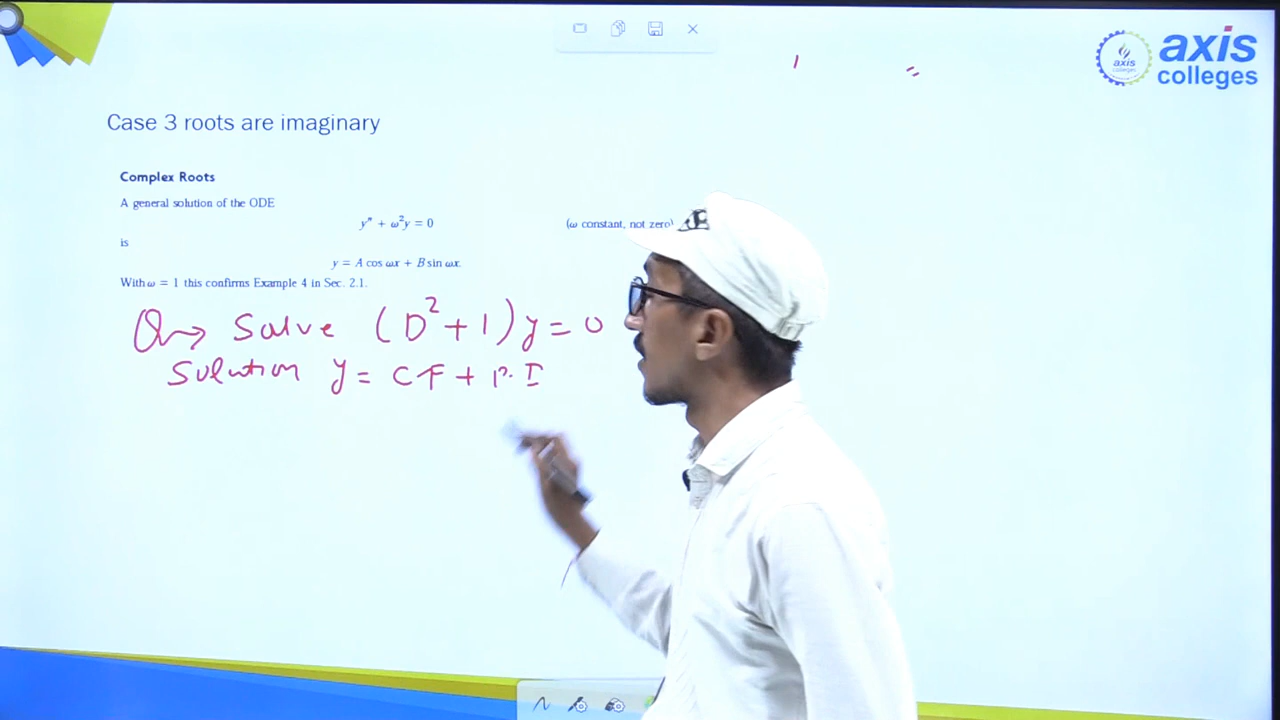 axis
colleges
axis
colleges
Case 3 roots are imaginary
Complex Roots
A general solution of the ODE
y″ + ω²y = 0 (ω constant, not zero)
is
y = A cos ωx + B sin ωx.
With ω = 1 this confirms Example 4 in Sec. 2.1.
Q→ Solve (D²+1)y=0
Solution y = CF + P.I